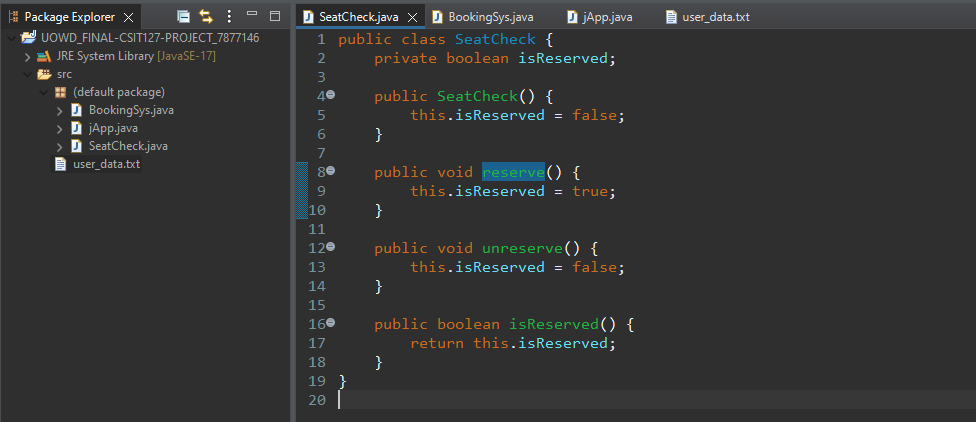 Package Explorer
UOWD_FINAL-CSIT127-PROJECT_7877146
JRE System Library [JavaSE-17]
src
(default package)
BookingSys.java
jApp.java
SeatCheck.java
user_data.txt
SeatCheck.java BookingSys.java jApp.java user_data.txt
1 public class SeatCheck {
2     private boolean isReserved;
3
4     public SeatCheck() {
5         this.isReserved = false;
6     }
7
8     public void reserve() {
9         this.isReserved = true;
10     }
11
12     public void unreserve() {
13         this.isReserved = false;
14     }
15
16     public boolean isReserved() {
17         return this.isReserved;
18     }
19 }
20